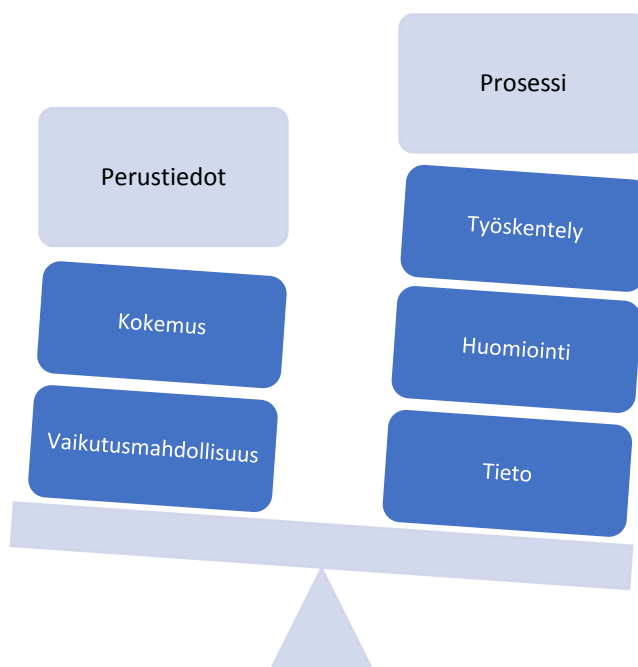 Prosessi
Perustiedot
Työskentely
Kokemus
Huomiointi
Vaikutusmahdollisuus
Tieto